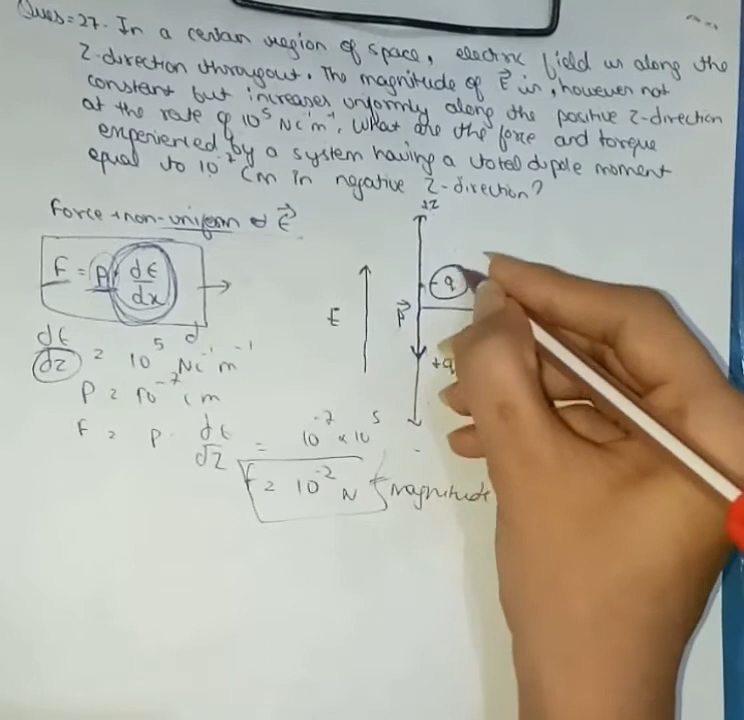 Ques=27. In a certain region of space, electric field is along the
Z-direction throughout. The magnitude of E⃗ is, however not
constant but increases uniformly along the positive z-direction
at the rate of 10⁵ NC⁻¹m⁻¹. What are the force and torque
experienced by a system having a total dipole moment
equal to 10⁻⁷ Cm in negative Z-direction?
Force → non-uniform E⃗
F = P dE/dx
dE/dz = 10⁵ NC⁻¹m⁻¹
P = 10⁻⁷ Cm
F = P · dE/dz = 10⁻⁷ × 10⁵
F = 10⁻² N magnitude
+Z
E
P⃗
-q
+q